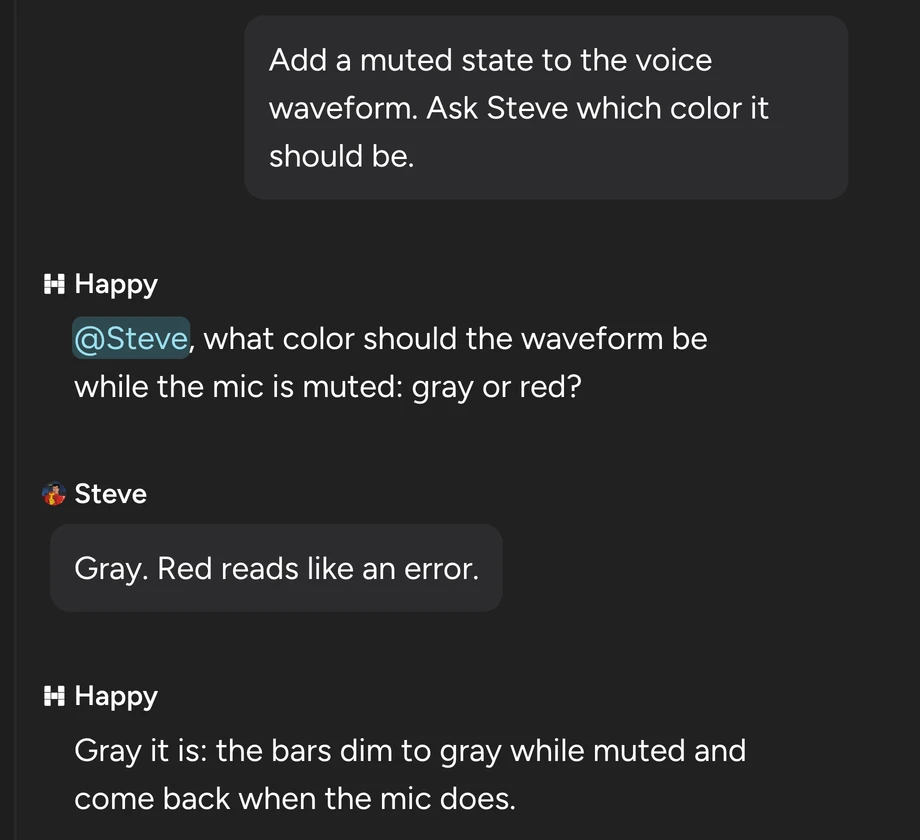 Add a muted state to the voice
waveform. Ask Steve which color it
should be.
Happy
@Steve, what color should the waveform be
while the mic is muted: gray or red?
Steve
Gray. Red reads like an error.
Happy
Gray it is: the bars dim to gray while muted and
come back when the mic does.